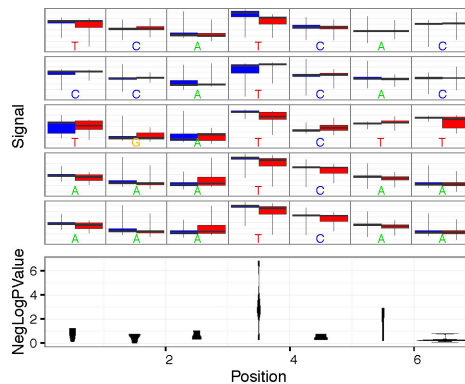 T C A T C A C
C C A T C A C
T G A T C T T
A A A T C A A
A A A T C A A
Signal
6
4
2
0
NegLogPValue
2 4 6
Position